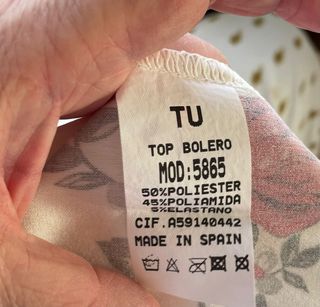 TU
TOP BOLERO
MOD:5865
50%POLIESTER
45%POLIAMIDA
5%ELASTANO
CIF.A59140442
MADE IN SPAIN